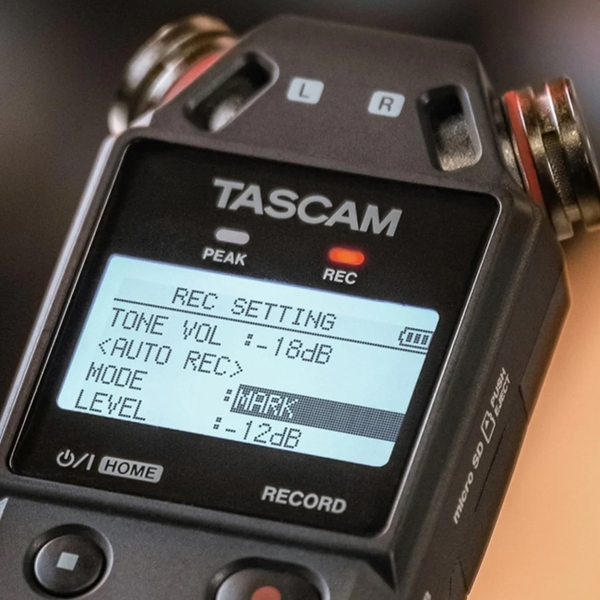 L R
TASCAM
PEAK REC
REC SETTING
TONE VOL :-18dB
<AUTO REC>
MODE :MARK
LEVEL :-12dB
⏻/I HOME
RECORD
micro SD PUSH
EJECT